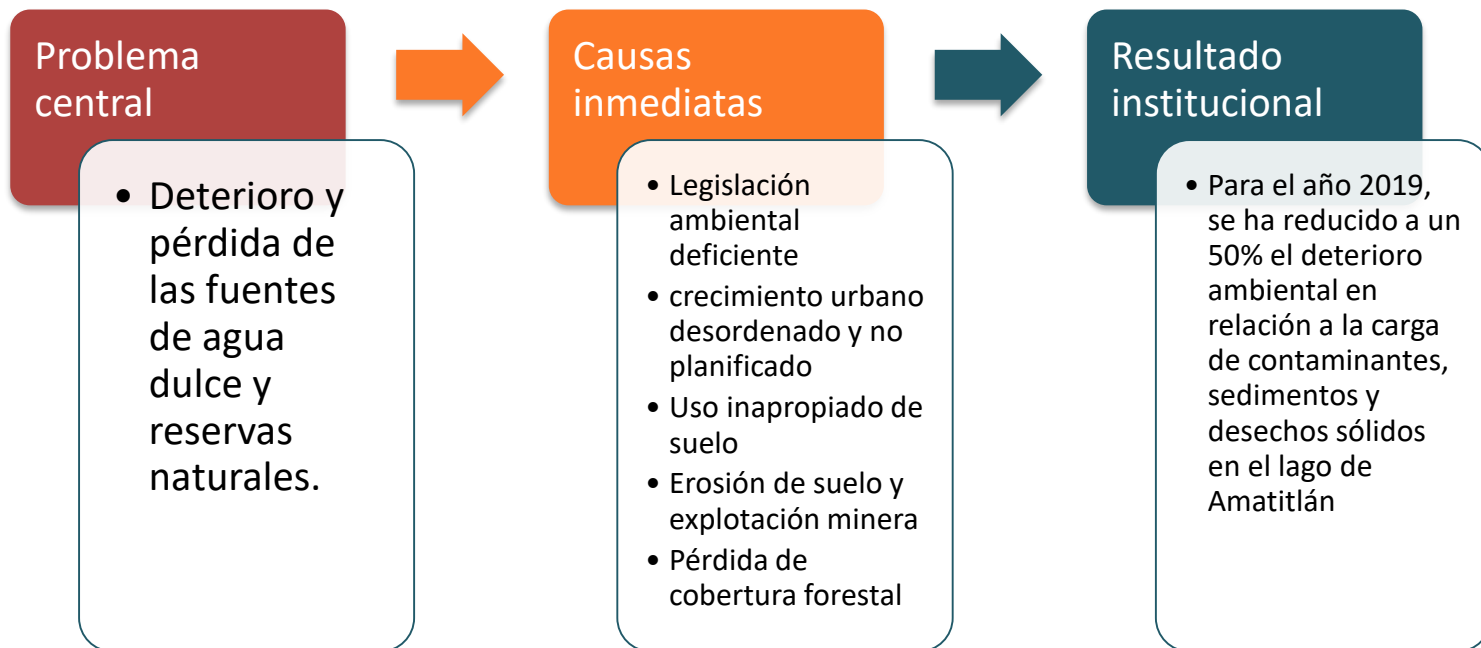 Problema
central
• Deterioro y
pérdida de
las fuentes
de agua
dulce y
reservas
naturales.
Causas
inmediatas
• Legislación
ambiental
deficiente
• crecimiento urbano
desordenado y no
planificado
• Uso inapropiado de
suelo
• Erosión de suelo y
explotación minera
• Pérdida de
cobertura forestal
Resultado
institucional
• Para el año 2019,
se ha reducido a un
50% el deterioro
ambiental en
relación a la carga
de contaminantes,
sedimentos y
desechos sólidos
en el lago de
Amatitlán